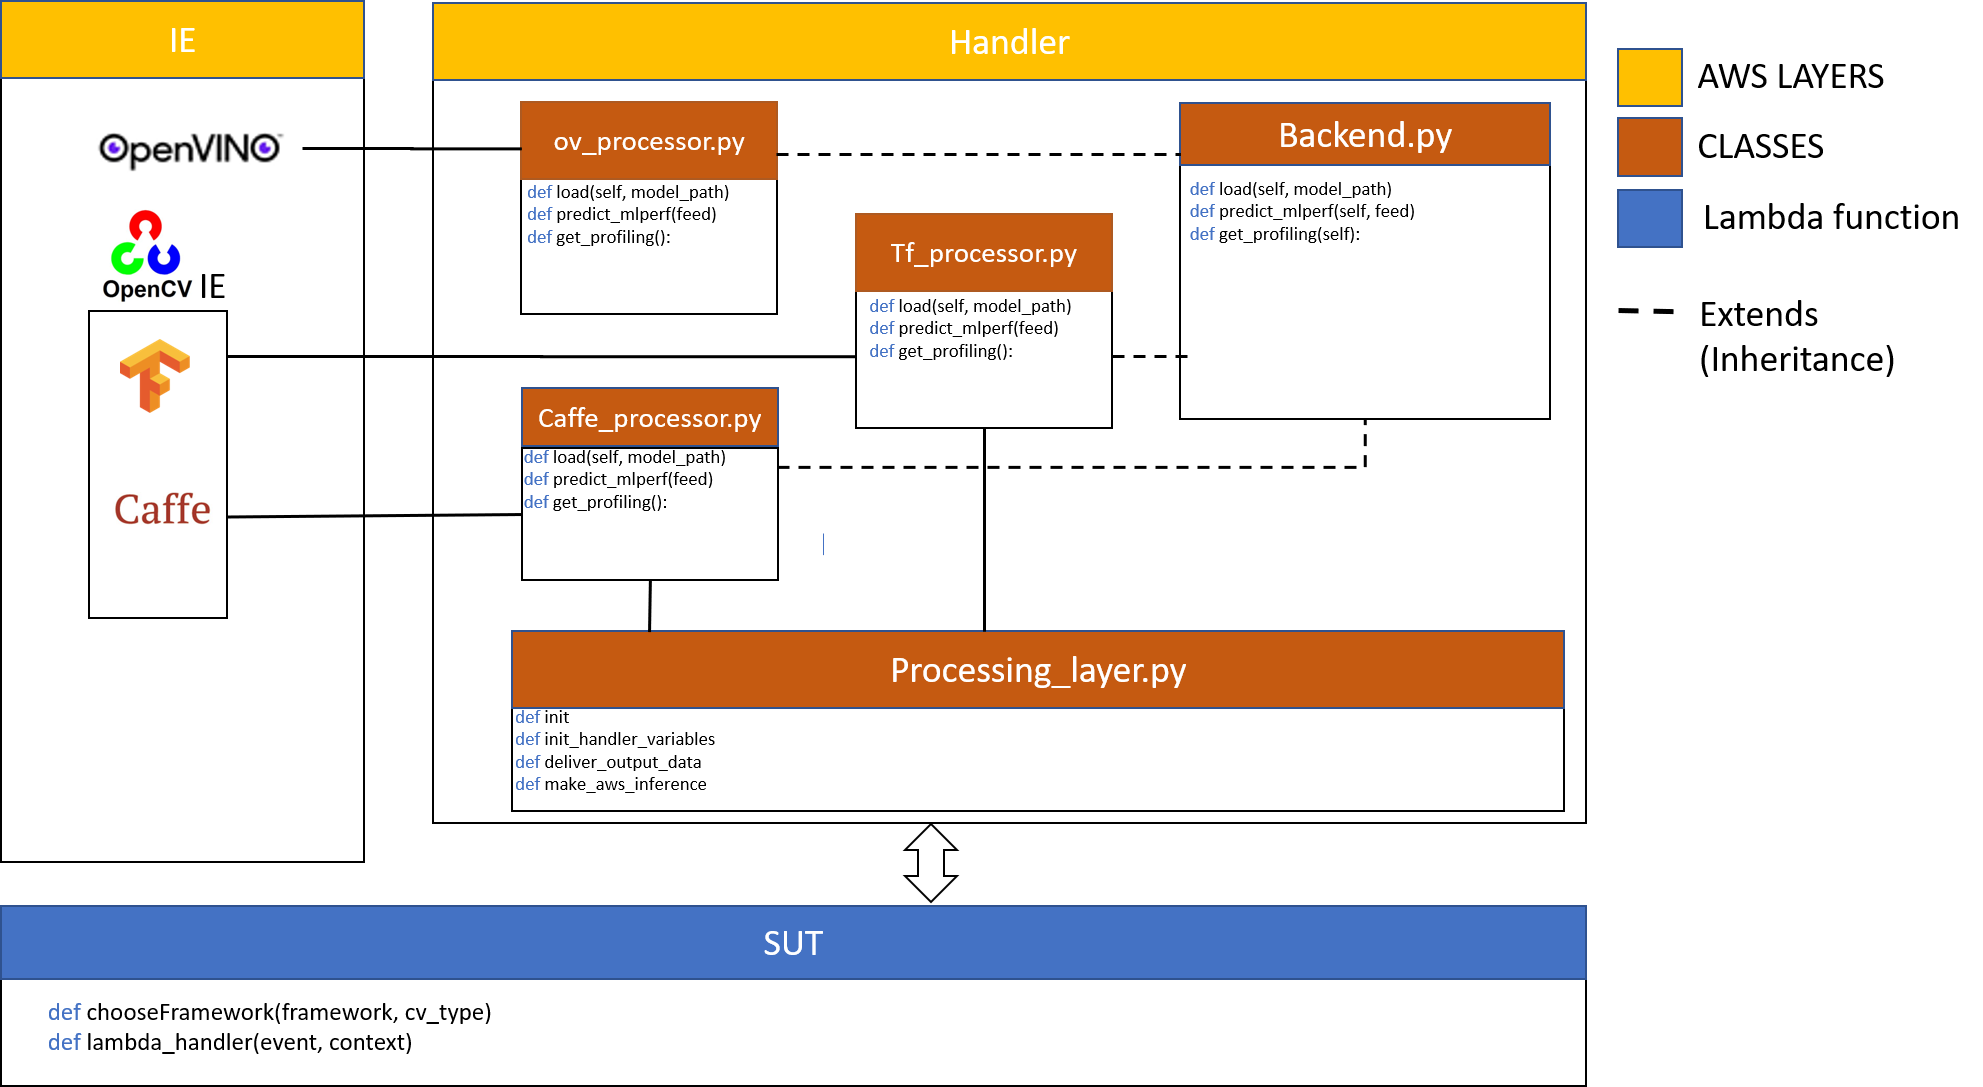 IE
OpenVINO
OpenCV IE
Caffe
Handler
ov_processor.py
def load(self, model_path)
def predict_mlperf(feed)
def get_profiling():
Tf_processor.py
def load(self, model_path)
def predict_mlperf(feed)
def get_profiling():
Backend.py
def load(self, model_path)
def predict_mlperf(self, feed)
def get_profiling(self):
Caffe_processor.py
def load(self, model_path)
def predict_mlperf(feed)
def get_profiling():
Processing_layer.py
def init
def init_handler_variables
def deliver_output_data
def make_aws_inference
SUT
def chooseFramework(framework, cv_type)
def lambda_handler(event, context)
AWS LAYERS
CLASSES
Lambda function
Extends
(Inheritance)